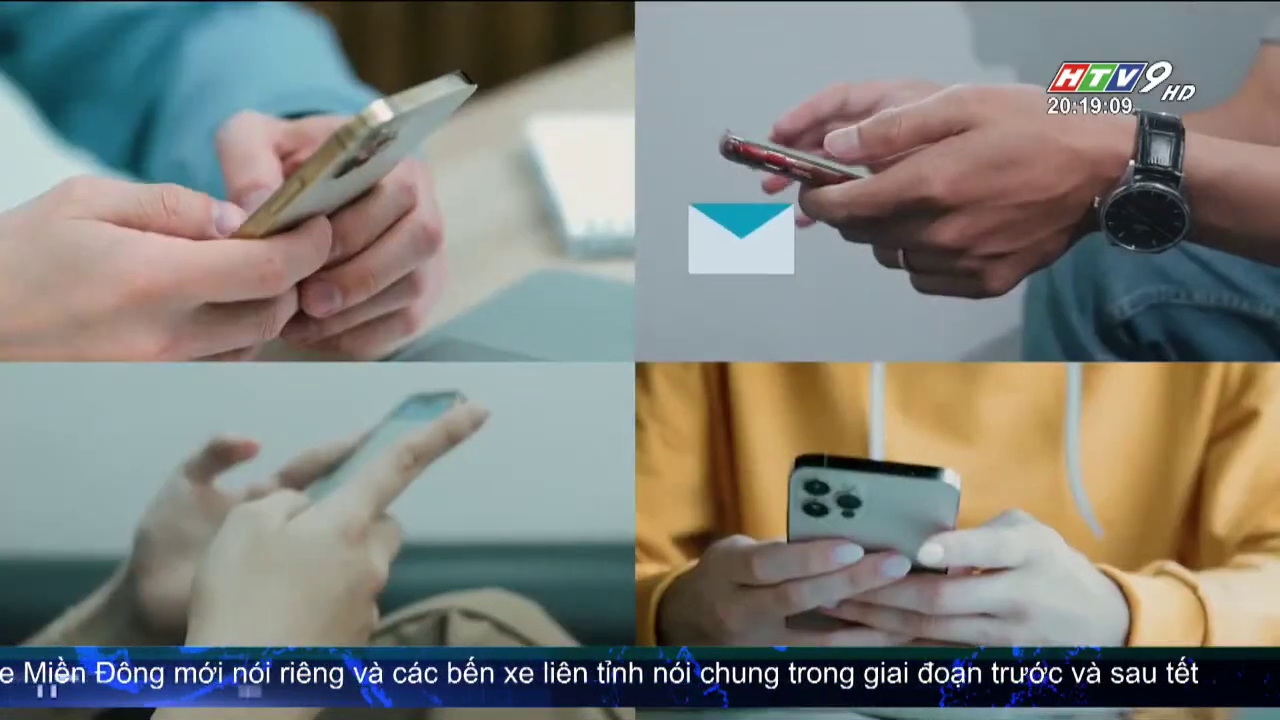 HTV9 HD
20:19:09
e Miền Đông mới nói riêng và các bến xe liên tỉnh nói chung trong giai đoạn trước và sau tết